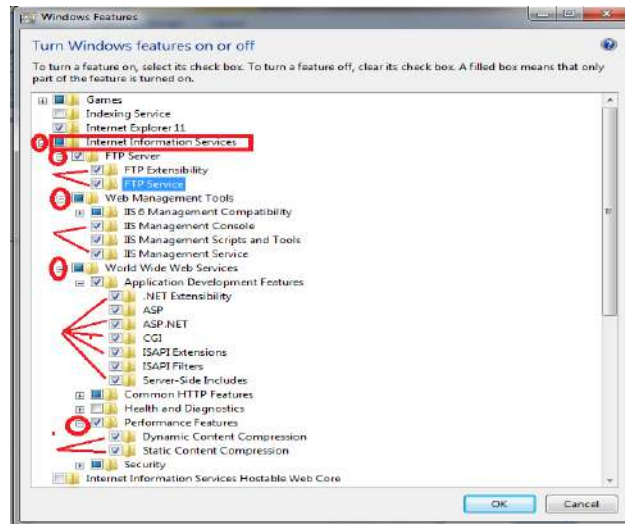 Windows Features
Turn Windows features on or off
To turn a feature on, select its check box. To turn a feature off, clear its check box. A filled box means that only
part of the feature is turned on.
Games
Indexing Service
Internet Explorer 11
Internet Information Services
FTP Server
FTP Extensibility
FTP Service
Web Management Tools
IIS 6 Management Compatibility
IIS Management Console
IIS Management Scripts and Tools
IIS Management Service
World Wide Web Services
Application Development Features
.NET Extensibility
ASP
ASP.NET
CGI
ISAPI Extensions
ISAPI Filters
Server-Side Includes
Common HTTP Features
Health and Diagnostics
Performance Features
Dynamic Content Compression
Static Content Compression
Security
Internet Information Services Hostable Web Core
OK Cancel